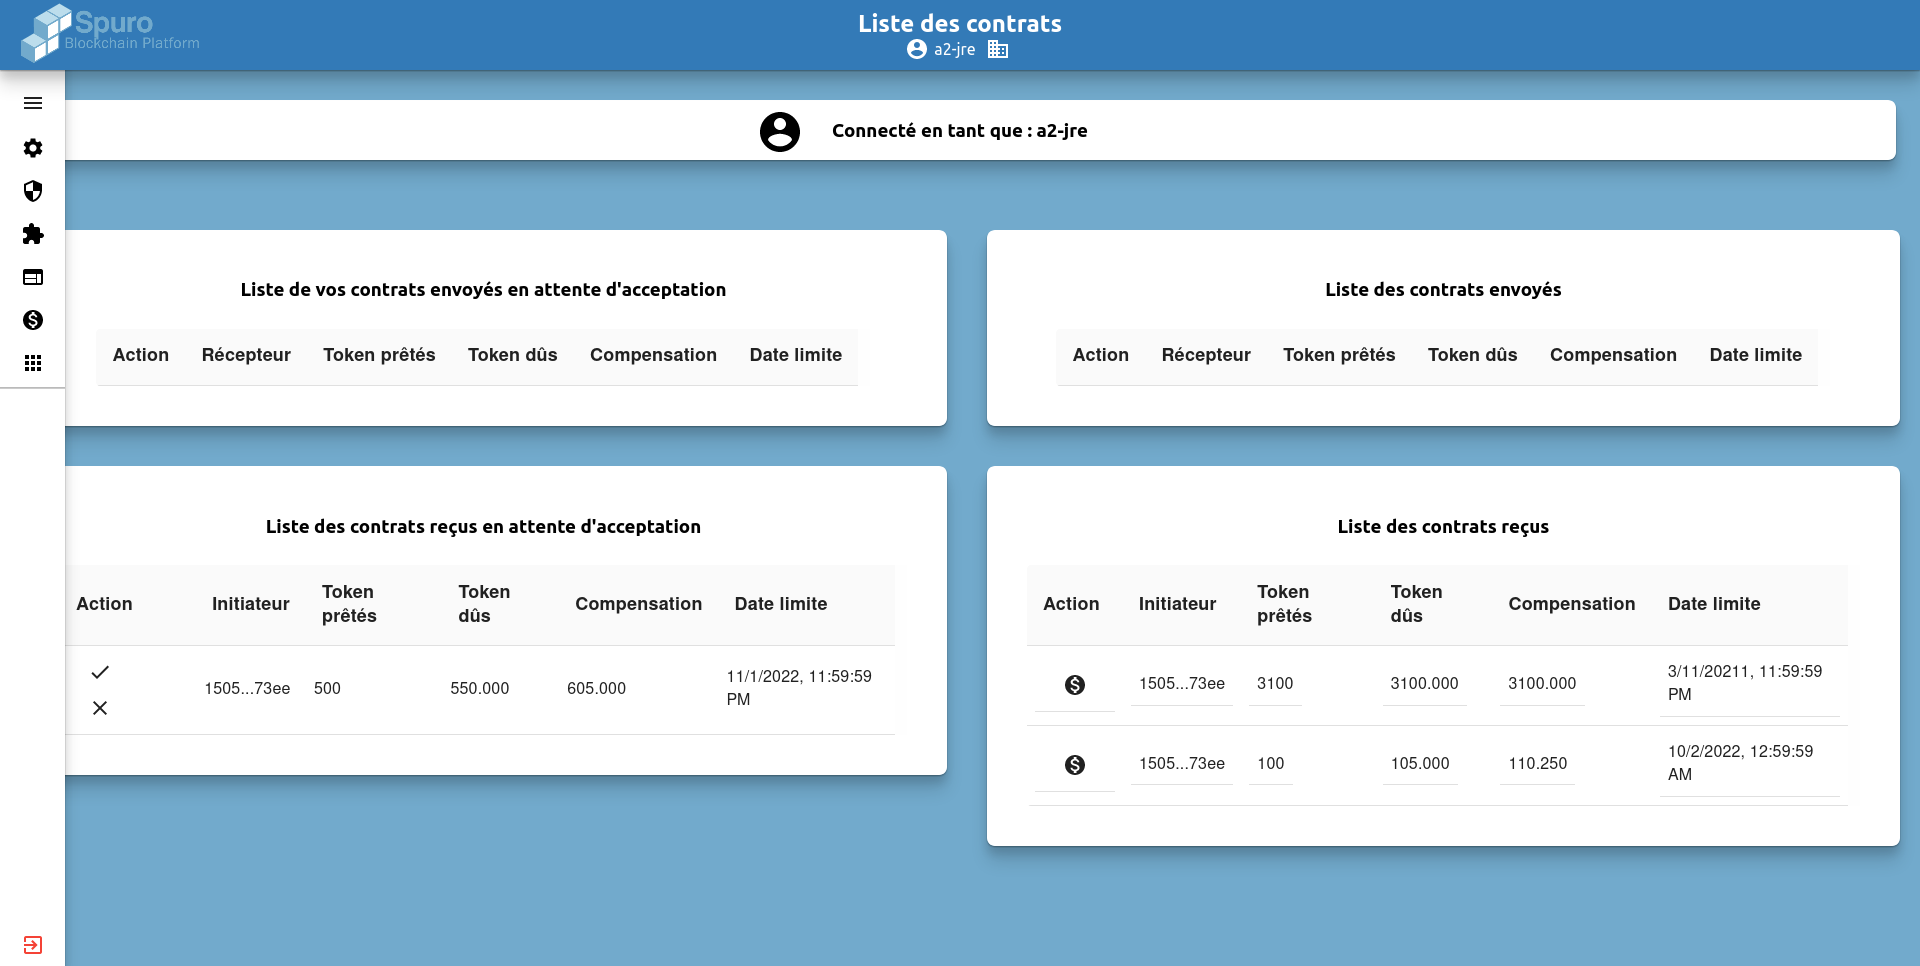 Spuro
Blockchain Platform
Liste des contrats
a2-jre
Connecté en tant que : a2-jre
Liste de vos contrats envoyés en attente d'acceptation
Action Récepteur Token prêtés Token dûs Compensation Date limite
Liste des contrats envoyés
Action Récepteur Token prêtés Token dûs Compensation Date limite
Liste des contrats reçus en attente d'acceptation
Action Initiateur Token prêtés Token dûs Compensation Date limite
1505...73ee 500 550.000 605.000 11/1/2022, 11:59:59 PM
Liste des contrats reçus
Action Initiateur Token prêtés Token dûs Compensation Date limite
1505...73ee 3100 3100.000 3100.000 3/11/20211, 11:59:59 PM
1505...73ee 100 105.000 110.250 10/2/2022, 12:59:59 AM